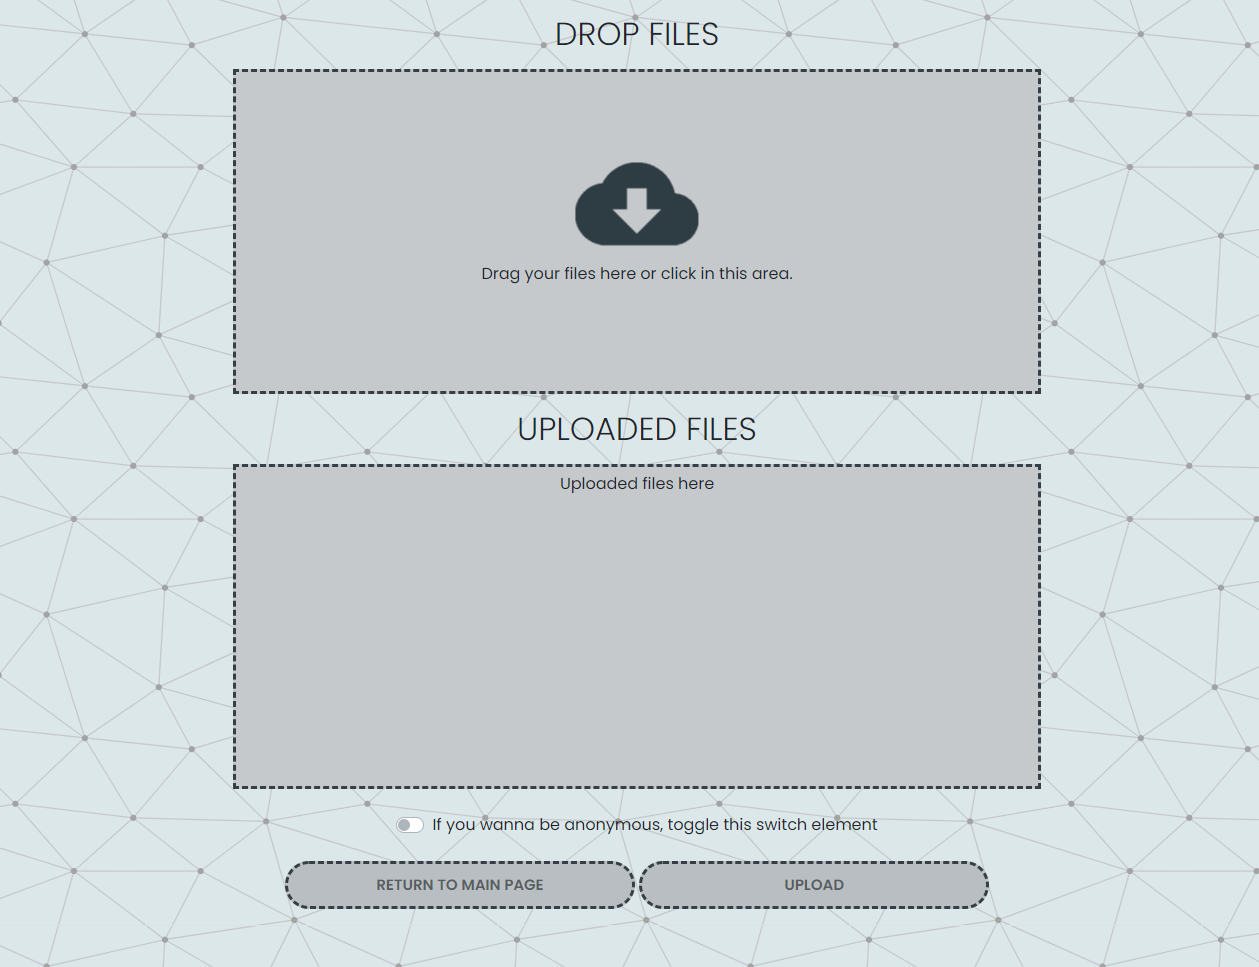 DROP FILES
Drag your files here or click in this area.
UPLOADED FILES
Uploaded files here
If you wanna be anonymous, toggle this switch element
RETURN TO MAIN PAGE
UPLOAD